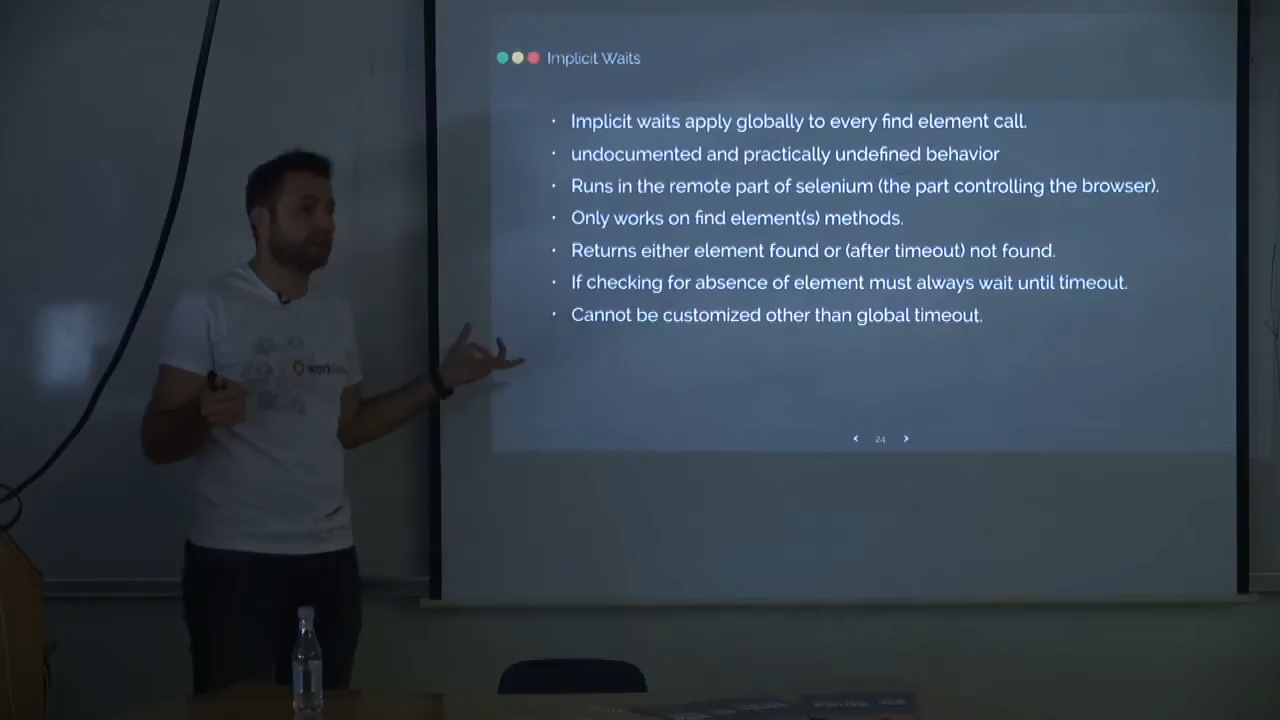 Implicit Waits
· Implicit waits apply globally to every find element call.
· undocumented and practically undefined behavior
· Runs in the remote part of selenium (the part controlling the browser).
· Only works on find element(s) methods.
· Returns either element found or (after timeout) not found.
· If checking for absence of element must always wait until timeout.
· Cannot be customized other than global timeout.
24